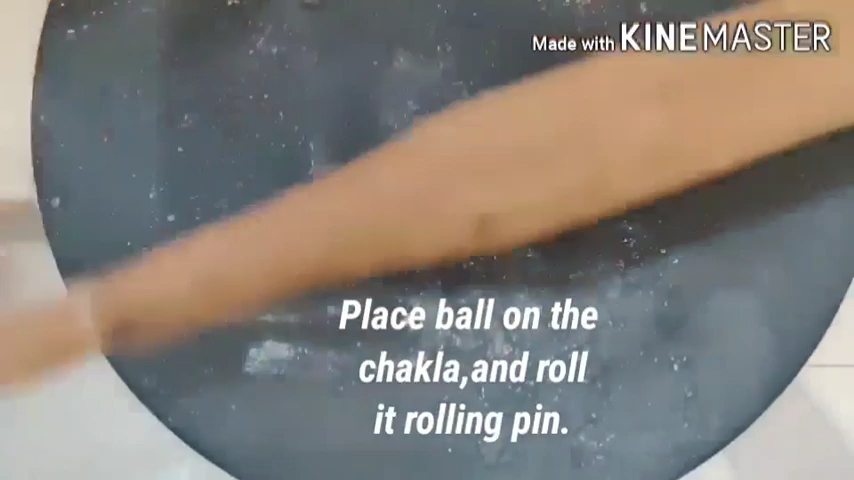 Made with KINEMASTER
Place ball on the
chakla,and roll
it rolling pin.